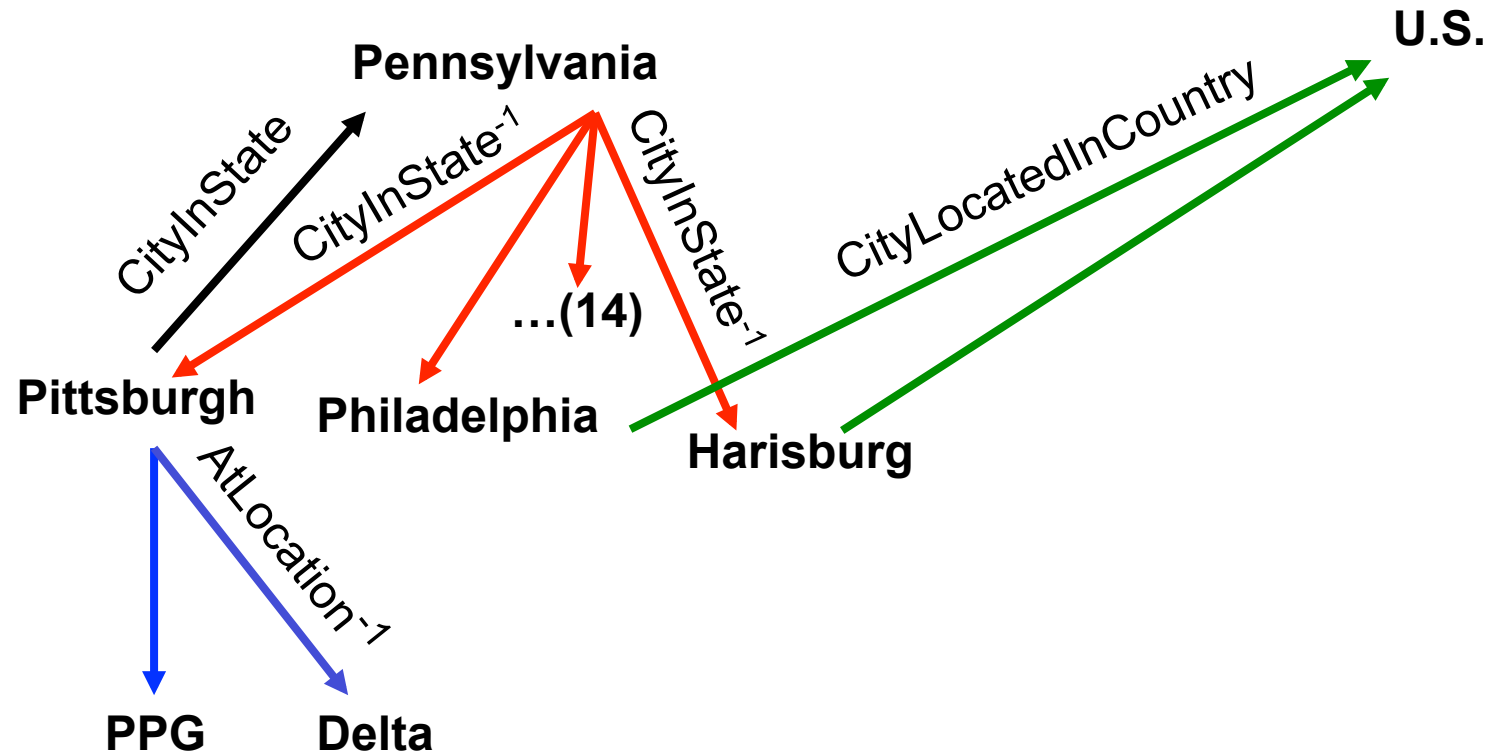 U.S.
Pennsylvania
CityInState
CityInState⁻¹
CityInState⁻¹
CityLocatedInCountry
...(14)
Pittsburgh
Philadelphia
Harisburg
AtLocation⁻¹
PPG
Delta